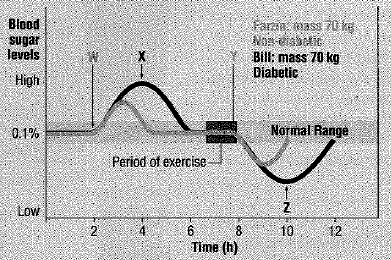 Blood
sugar
levels
High
0.1%
Low
W
X
Y
Farzin: mass 70 kg
Non-diabetic
Bill: mass 70 kg
Diabetic
Normal Range
Period of exercise
Z
2 4 6 8 10 12
Time (h)